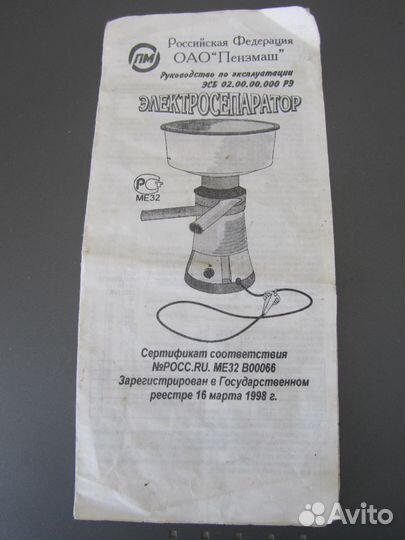 ПМ
Российская Федерация
ОАО "Пензмаш"
Руководство по эксплуатации
ЭСБ 02.00.00.000 РЭ
ЭЛЕКТРОСЕПАРАТОР
РС
МЕ32
Сертификат соответствия
№РОСС.RU. МЕ32 В00066
Зарегистрирован в Государственном
реестре 16 марта 1998 г.
Avito